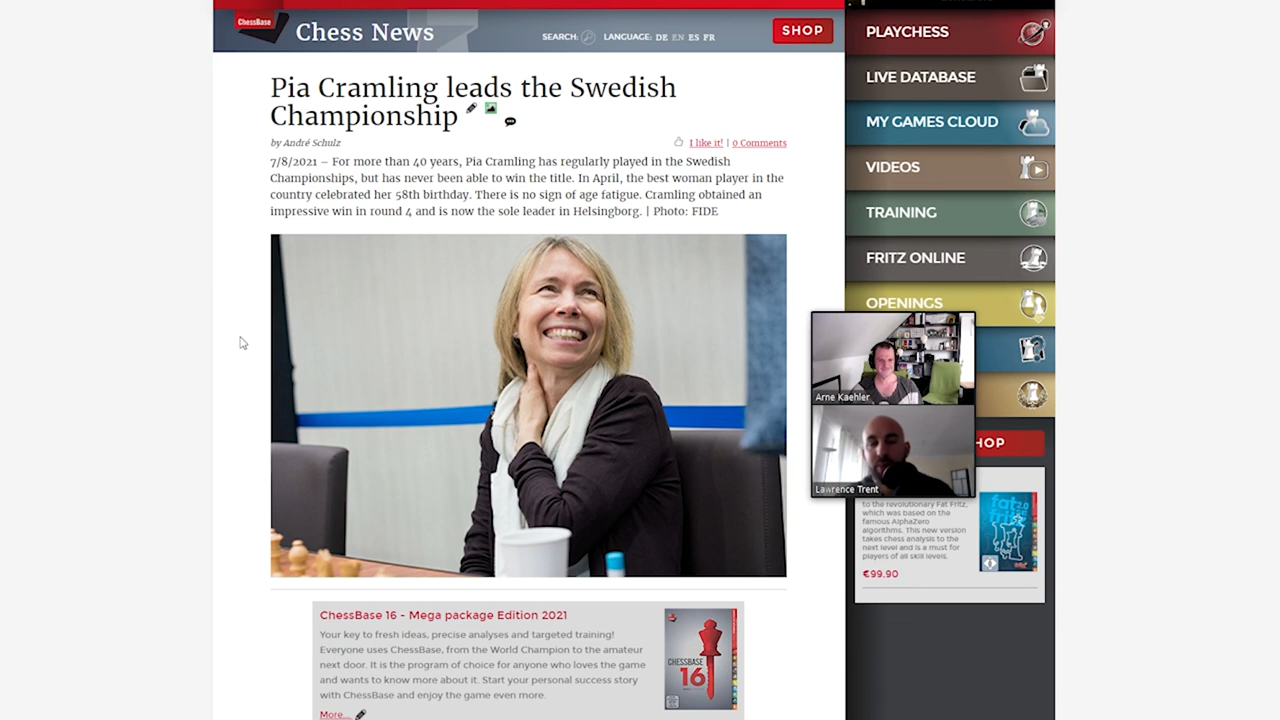 ChessBase
Chess News
SEARCH:
LANGUAGE: DE EN ES FR
SHOP
Pia Cramling leads the Swedish
Championship
by André Schulz
I like it! | 0 Comments
7/8/2021 – For more than 40 years, Pia Cramling has regularly played in the Swedish
Championships, but has never been able to win the title. In April, the best woman player in the
country celebrated her 58th birthday. There is no sign of age fatigue. Cramling obtained an
impressive win in round 4 and is now the sole leader in Helsingborg. | Photo: FIDE
ChessBase 16 - Mega package Edition 2021
Your key to fresh ideas, precise analyses and targeted training!
Everyone uses ChessBase, from the World Champion to the amateur
next door. It is the program of choice for anyone who loves the game
and wants to know more about it. Start your personal success story
with ChessBase and enjoy the game even more.
More...
CHESSBASE
16
PLAYCHESS
LIVE DATABASE
MY GAMES CLOUD
VIDEOS
TRAINING
FRITZ ONLINE
OPENINGS
Arne Kaehler
Lawrence Trent
HOP
to the revolutionary Fat Fritz,
which was based on the
famous AlphaZero
algorithms. This new version
takes chess analysis to the
next level and is a must for
players of all skill levels.
€99.90
fat 2.0
fritz